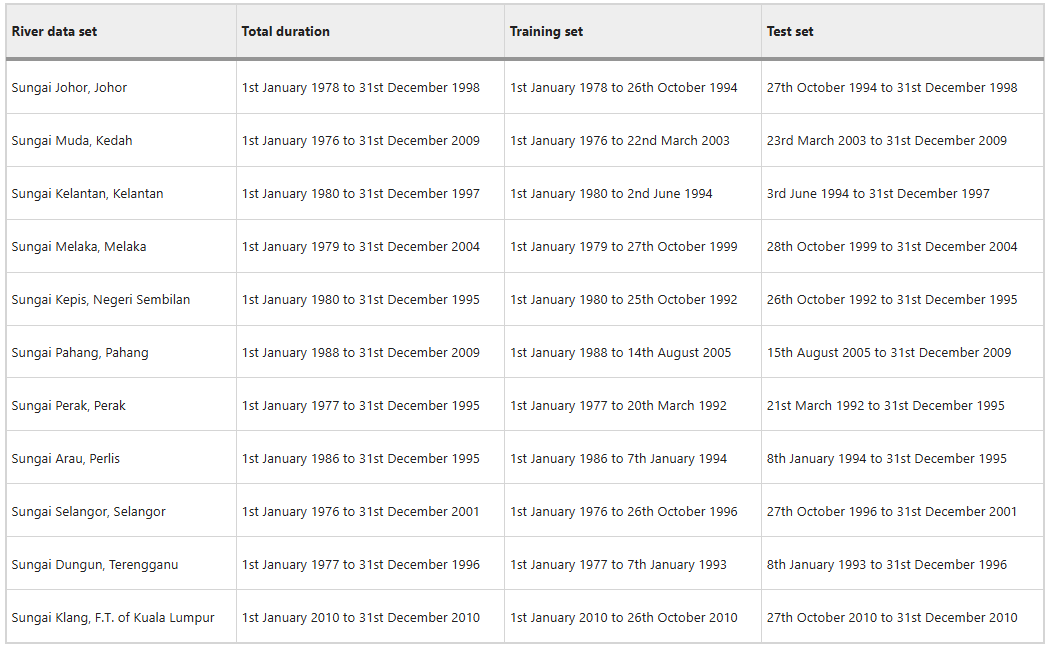 River data set Total duration Training set Test set
Sungai Johor, Johor 1st January 1978 to 31st December 1998 1st January 1978 to 26th October 1994 27th October 1994 to 31st December 1998
Sungai Muda, Kedah 1st January 1976 to 31st December 2009 1st January 1976 to 22nd March 2003 23rd March 2003 to 31st December 2009
Sungai Kelantan, Kelantan 1st January 1980 to 31st December 1997 1st January 1980 to 2nd June 1994 3rd June 1994 to 31st December 1997
Sungai Melaka, Melaka 1st January 1979 to 31st December 2004 1st January 1979 to 27th October 1999 28th October 1999 to 31st December 2004
Sungai Kepis, Negeri Sembilan 1st January 1980 to 31st December 1995 1st January 1980 to 25th October 1992 26th October 1992 to 31st December 1995
Sungai Pahang, Pahang 1st January 1988 to 31st December 2009 1st January 1988 to 14th August 2005 15th August 2005 to 31st December 2009
Sungai Perak, Perak 1st January 1977 to 31st December 1995 1st January 1977 to 20th March 1992 21st March 1992 to 31st December 1995
Sungai Arau, Perlis 1st January 1986 to 31st December 1995 1st January 1986 to 7th January 1994 8th January 1994 to 31st December 1995
Sungai Selangor, Selangor 1st January 1976 to 31st December 2001 1st January 1976 to 26th October 1996 27th October 1996 to 31st December 2001
Sungai Dungun, Terengganu 1st January 1977 to 31st December 1996 1st January 1977 to 7th January 1993 8th January 1993 to 31st December 1996
Sungai Klang, F.T. of Kuala Lumpur 1st January 2010 to 31st December 2010 1st January 2010 to 26th October 2010 27th October 2010 to 31st December 2010